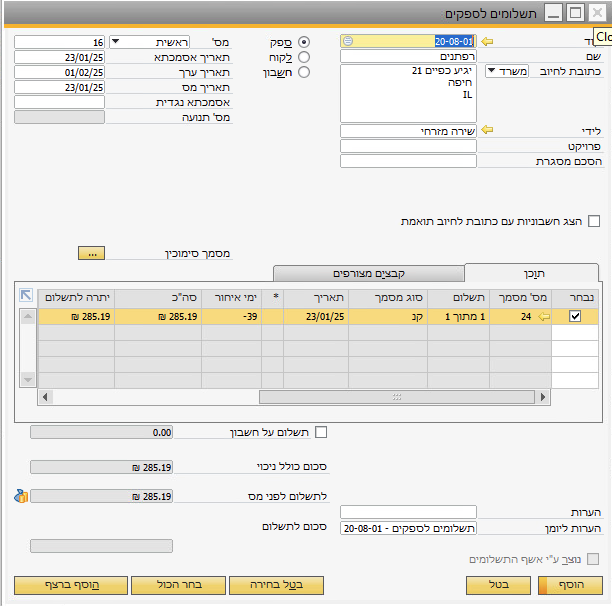 תשלומים לספקים
קוד 20-08-01
Clo
שם רפתנים
כתובת לחיוב משרד יגיע כפיים 21
חיפה
IL
לידי שירה מזרחי
פרויקט
הסכם מסגרת
ספק
לקוח
חשבון
מס' ראשית 16
תאריך אסמכתא 23/01/25
תאריך ערך 01/02/25
תאריך מס 23/01/25
אסמכתא נגדית
מס' תנועה
הצג חשבוניות עם כתובת לחיוב תואמת
מסמך סימוכין ...
תוכן קבצים מצורפים
נבחר מס' מסמך תשלום סוג מסמך תאריך * ימי איחור סה"כ יתרה לתשלום
24 1 מתוך 1 קנ 23/01/25 39- 285.19 ₪ 285.19 ₪
תשלום על חשבון 0.00
סכום כולל ניכוי 285.19 ₪
לתשלום לפני מס 285.19 ₪
סכום לתשלום
הערות
הערות ליומן תשלומים לספקים - 20-08-01
נוצר ע"י אשף התשלומים
הוסף בטל בטל בחירה בחר הכול הוסף ברצף